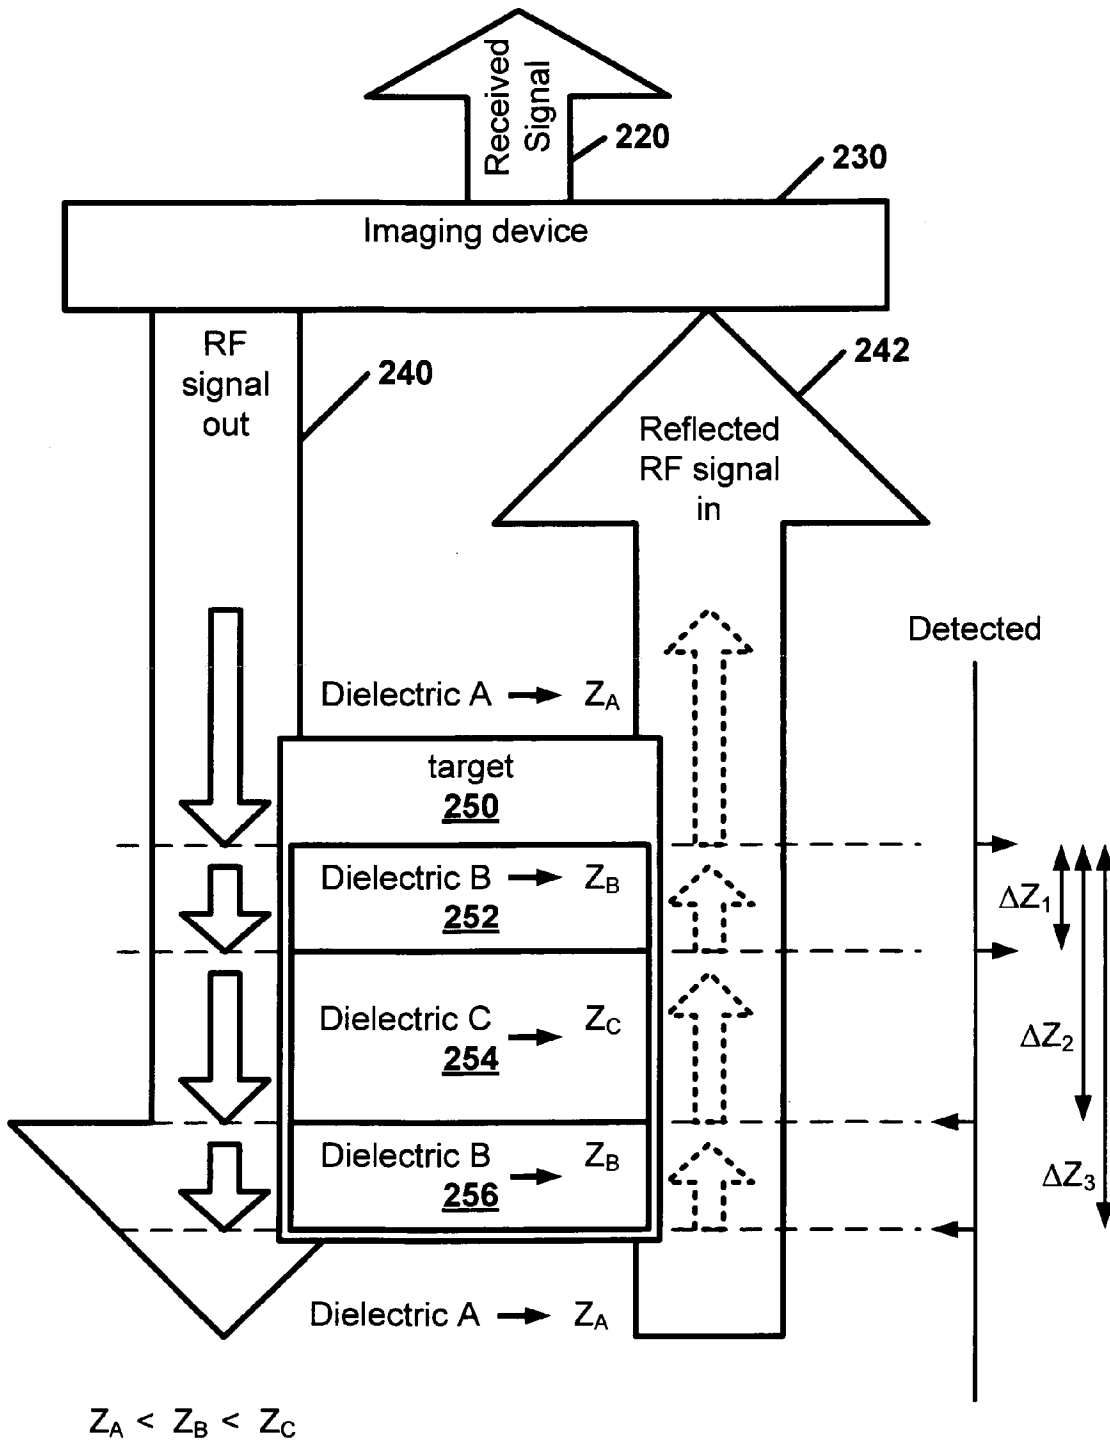 Received
Signal
220
230
Imaging device
RF
signal
out
240
242
Reflected
RF signal
in
Detected
Dielectric A Z_A
target
250
Dielectric B Z_B
252
ΔZ_1
Dielectric C Z_C
254
ΔZ_2
Dielectric B Z_B
256
ΔZ_3
Dielectric A Z_A
Z_A < Z_B < Z_C